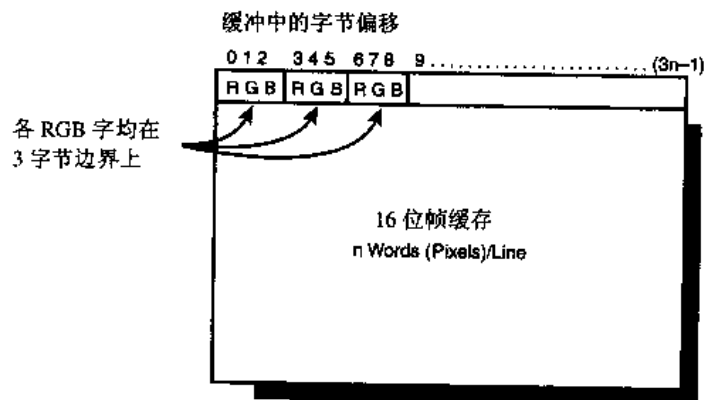 缓冲中的字节偏移
0 1 2 3 4 5 6 7 8 9 ........................ (3n–1)
R G B R G B R G B
各 RGB 字均在
3 字节边界上
16 位帧缓存
n Words (Pixels)/Line